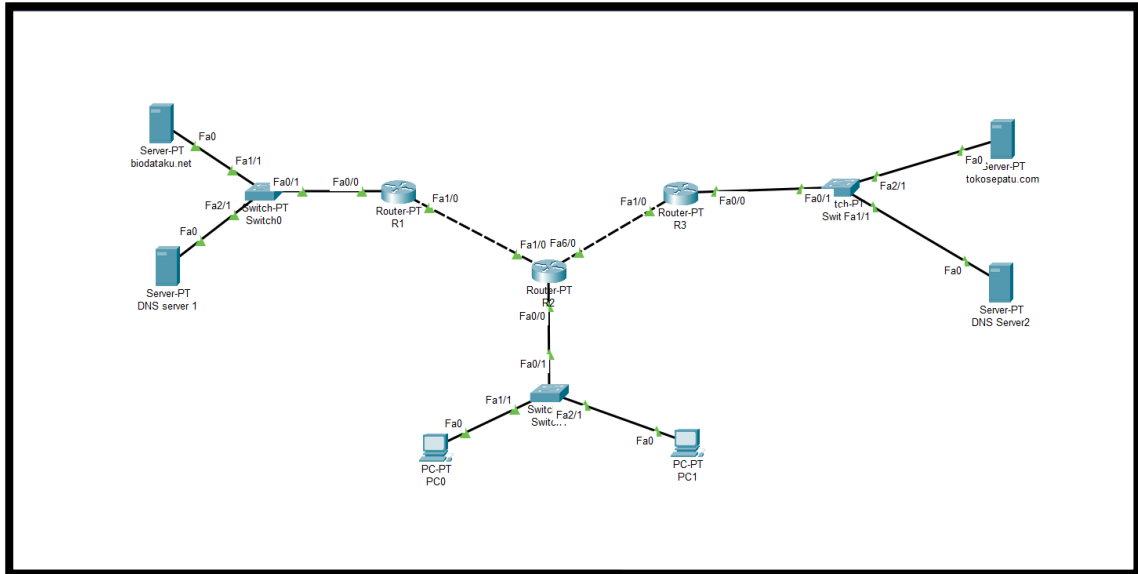 Fa0
Server-PT
biodataku.net
Fa1/1
Fa0/1
Fa0/0
Switch-PT
Switch0
Fa2/1
Fa0
Server-PT
DNS server 1
Router-PT
R1
Fa1/0
Fa1/0
Fa6/0
Router-PT
R2
Fa0/0
Fa1/0
Router-PT
R3
Fa0/0
Fa0/1
Fa2/1
Fa1/1
Fa0
Server-PT
tokosepatu.com
Fa0
Server-PT
DNS Server2
Fa0/1
Fa1/1
Fa2/1
Fa0
PC-PT
PC0
Fa0
PC-PT
PC1